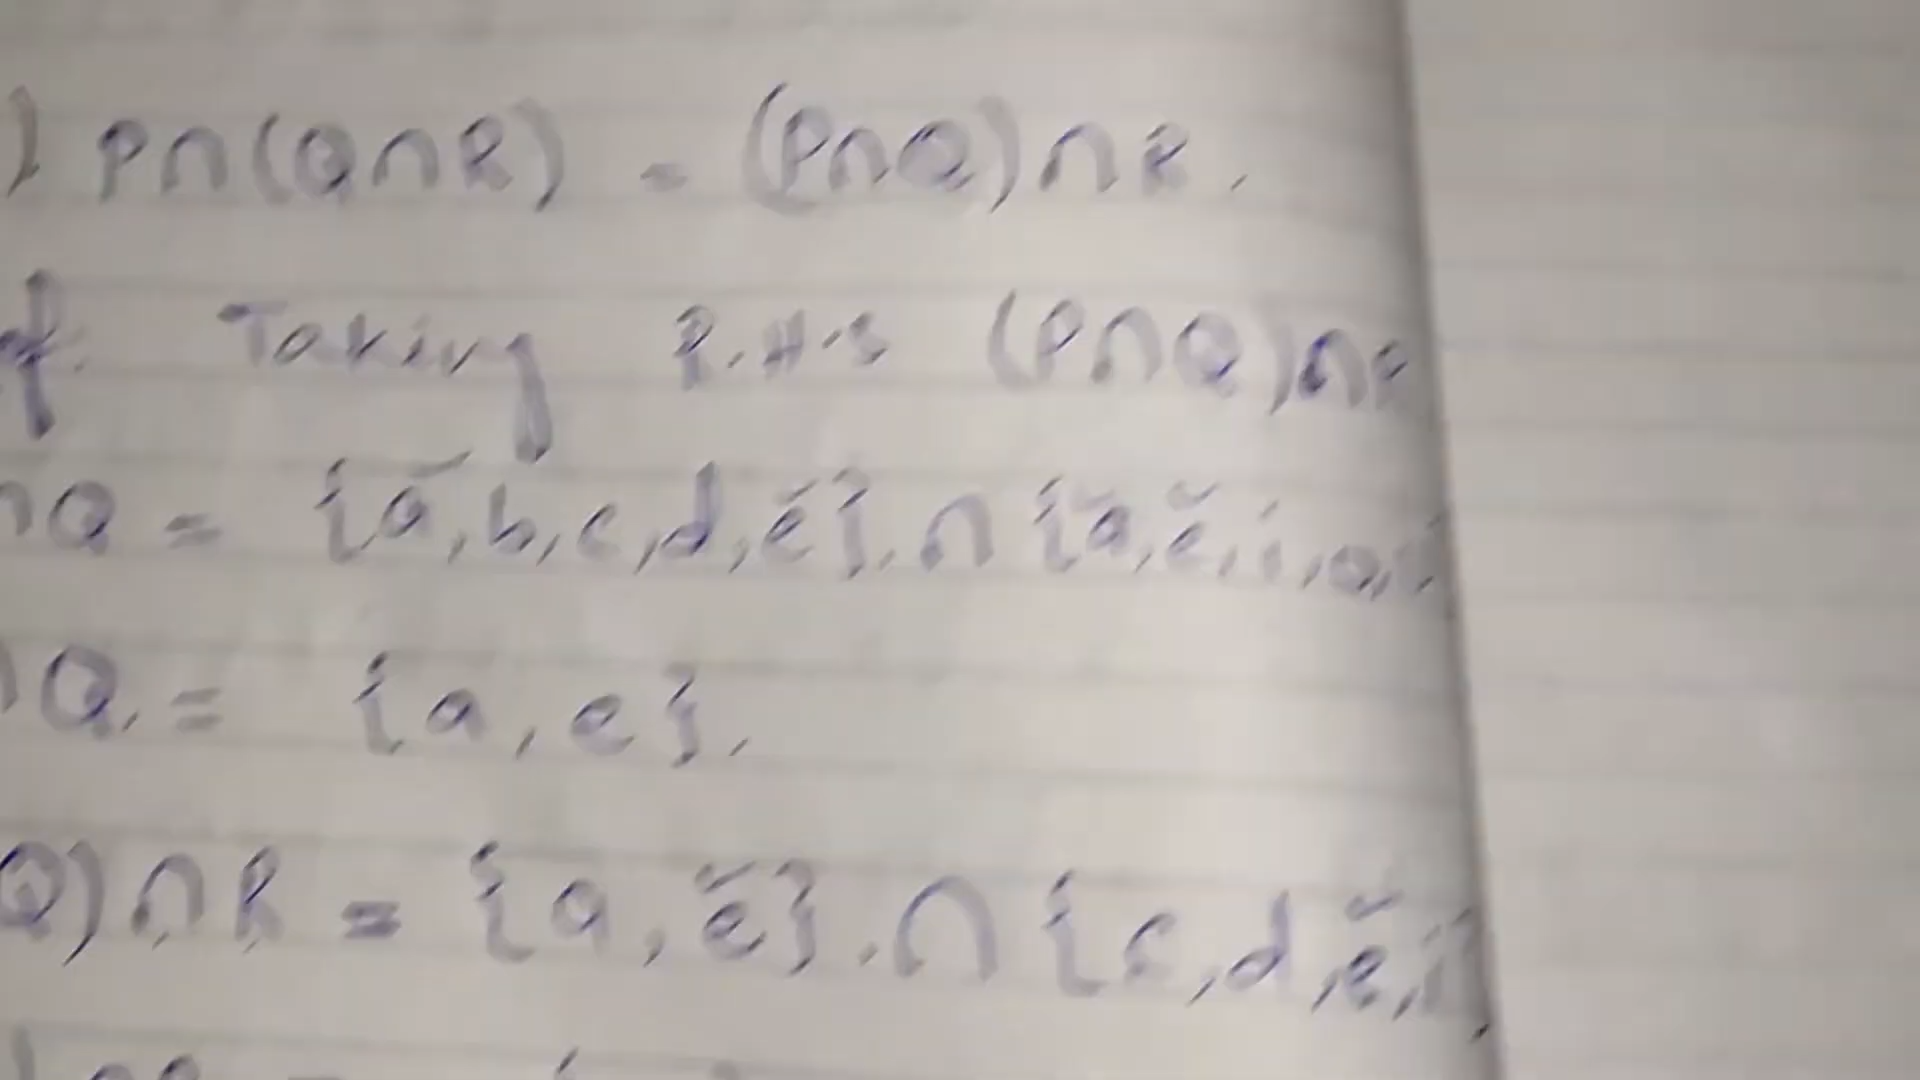 ) P∩(Q∩R) = (P∩Q)∩R.
f. Taking R.H.S (P∩Q)∩R
∩Q = {a, b, c, d, e}. ∩ {a, e, i, o,
)Q. = {a, e}.
Q)∩R = {a, e}. ∩ {c, d, e,